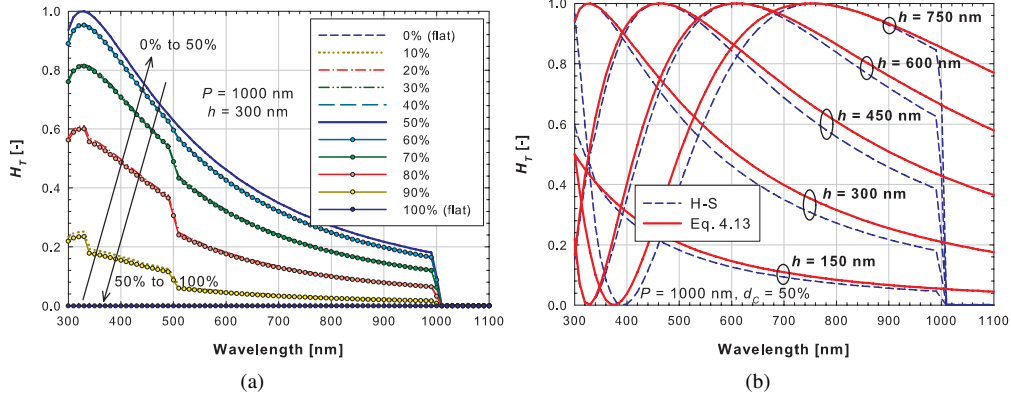 1.0
0.8
0.6
0.4
0.2
0.0
H_T [-]
0% to 50%
P = 1000 nm
h = 300 nm
50% to 100%
0% (flat)
10%
20%
30%
40%
50%
60%
70%
80%
90%
100% (flat)
300 400 500 600 700 800 900 1000 1100
Wavelength [nm]
(a)
1.0
0.8
0.6
0.4
0.2
0.0
H_T [-]
h = 750 nm
h = 600 nm
h = 450 nm
h = 300 nm
h = 150 nm
H-S
Eq. 4.13
P = 1000 nm, d_C = 50%
300 400 500 600 700 800 900 1000 1100
Wavelength [nm]
(b)